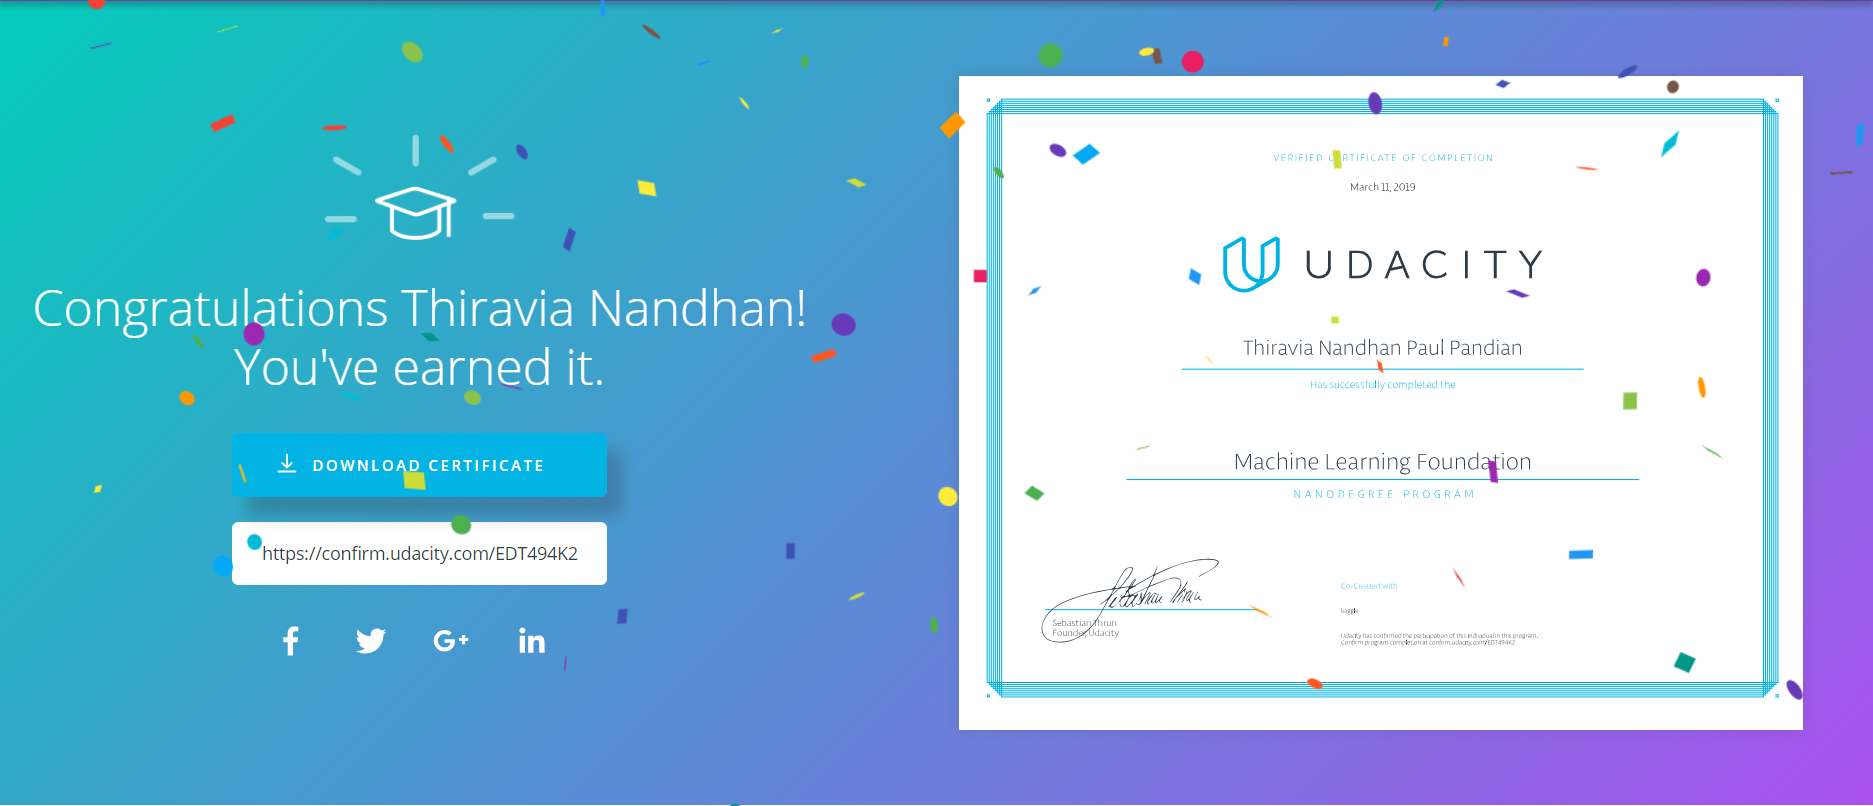 Congratulations Thiravia Nandhan!
You've earned it.
DOWNLOAD CERTIFICATE
https://confirm.udacity.com/EDT494K2
VERIFIED CERTIFICATE OF COMPLETION
March 11, 2019
UDACITY
Thiravia Nandhan Paul Pandian
Has successfully completed the
Machine Learning Foundation
NANODEGREE PROGRAM
Sebastian Thrun
Sebastian Thrun
Founder, Udacity
Co-Created with
kaggle
Udacity has confirmed the participation of this individual in this program.
Confirm program completion at confirm.udacity.com/EDT494K2